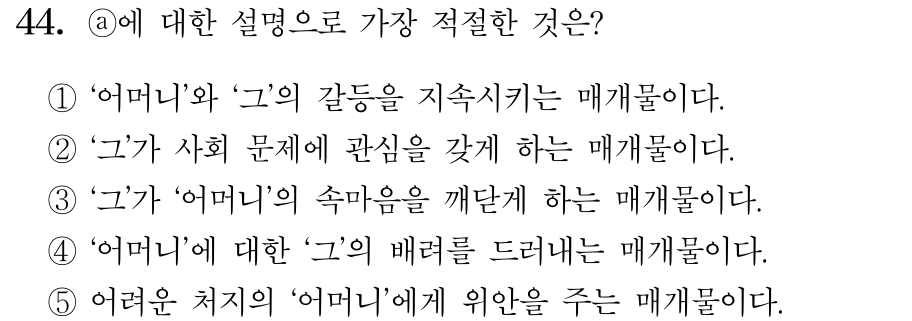 44. ⓐ에 대한 설명으로 가장 적절한 것은?
① ‘어머니’와 ‘그’의 갈등을 지속시키는 매개물이다.
② ‘그’가 사회 문제에 관심을 갖게 하는 매개물이다.
③ ‘그’가 ‘어머니’의 속마음을 깨닫게 하는 매개물이다.
④ ‘어머니’에 대한 ‘그’의 배려를 드러내는 매개물이다.
⑤ 어려운 처지의 ‘어머니’에게 위안을 주는 매개물이다.